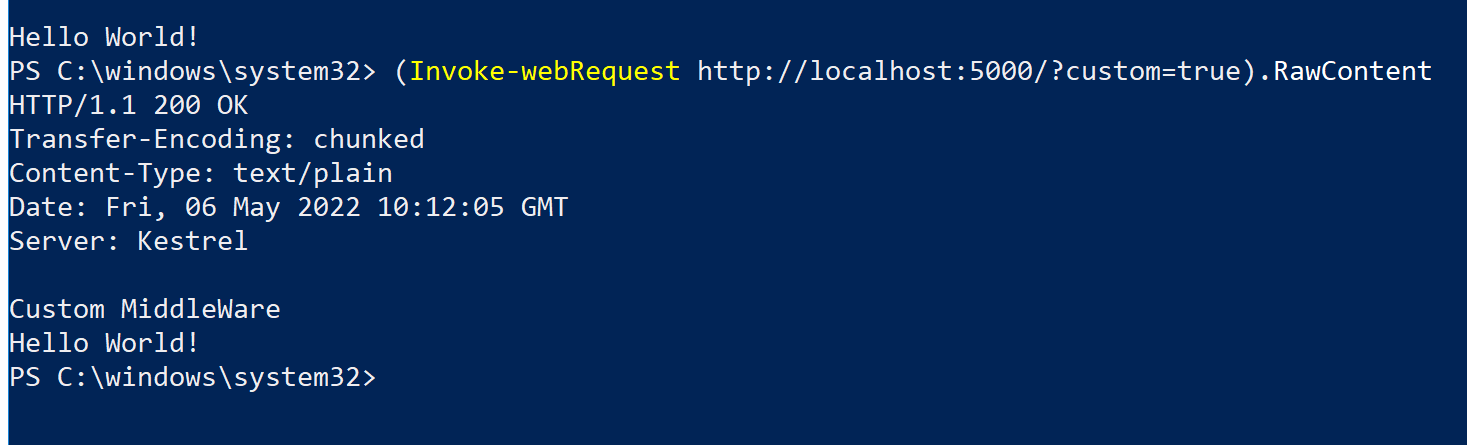 Hello World!
PS C:\windows\system32> (Invoke-webRequest http://localhost:5000/?custom=true).RawContent
HTTP/1.1 200 OK
Transfer-Encoding: chunked
Content-Type: text/plain
Date: Fri, 06 May 2022 10:12:05 GMT
Server: Kestrel
Custom MiddleWare
Hello World!
PS C:\windows\system32>